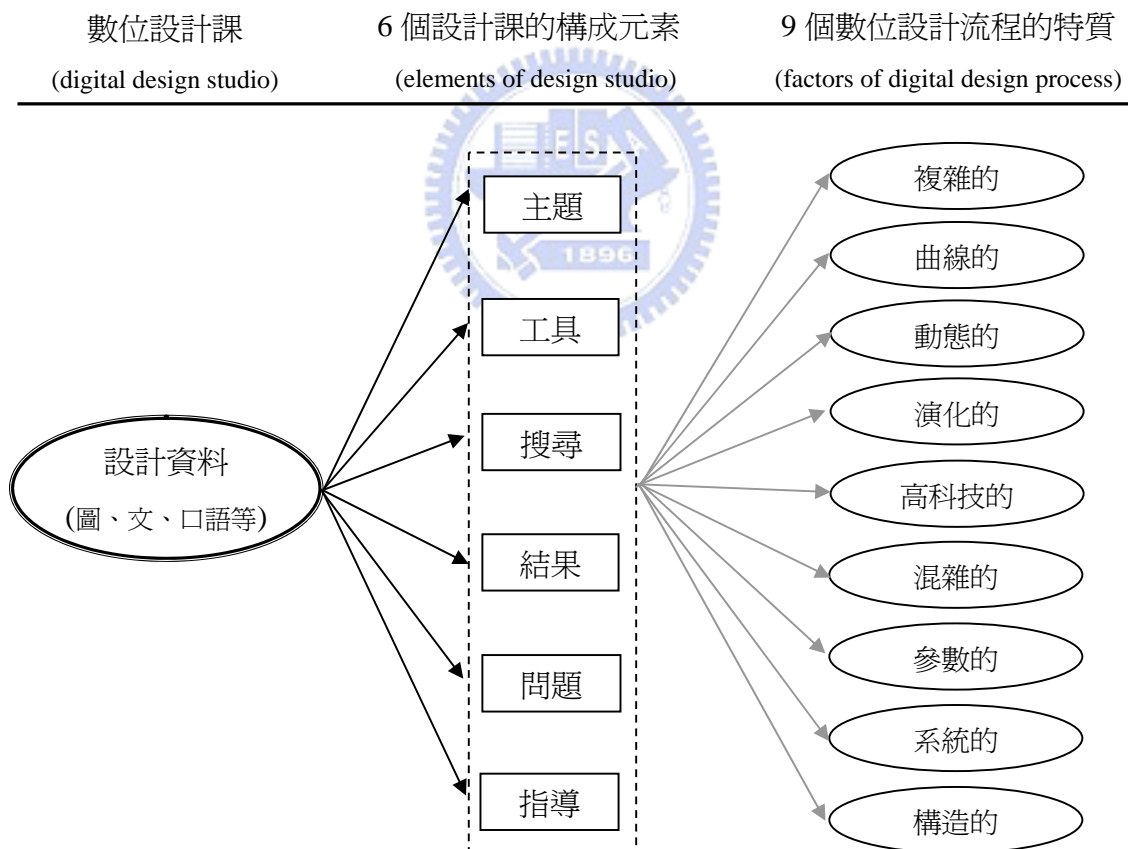 數位設計課
6 個設計課的構成元素
9 個數位設計流程的特質
(digital design studio)
(elements of design studio)
(factors of digital design process)
設計資料
(圖、文、口語等)
主題
工具
搜尋
結果
問題
指導
複雜的
曲線的
動態的
演化的
高科技的
混雜的
參數的
系統的
構造的
E S A
1896